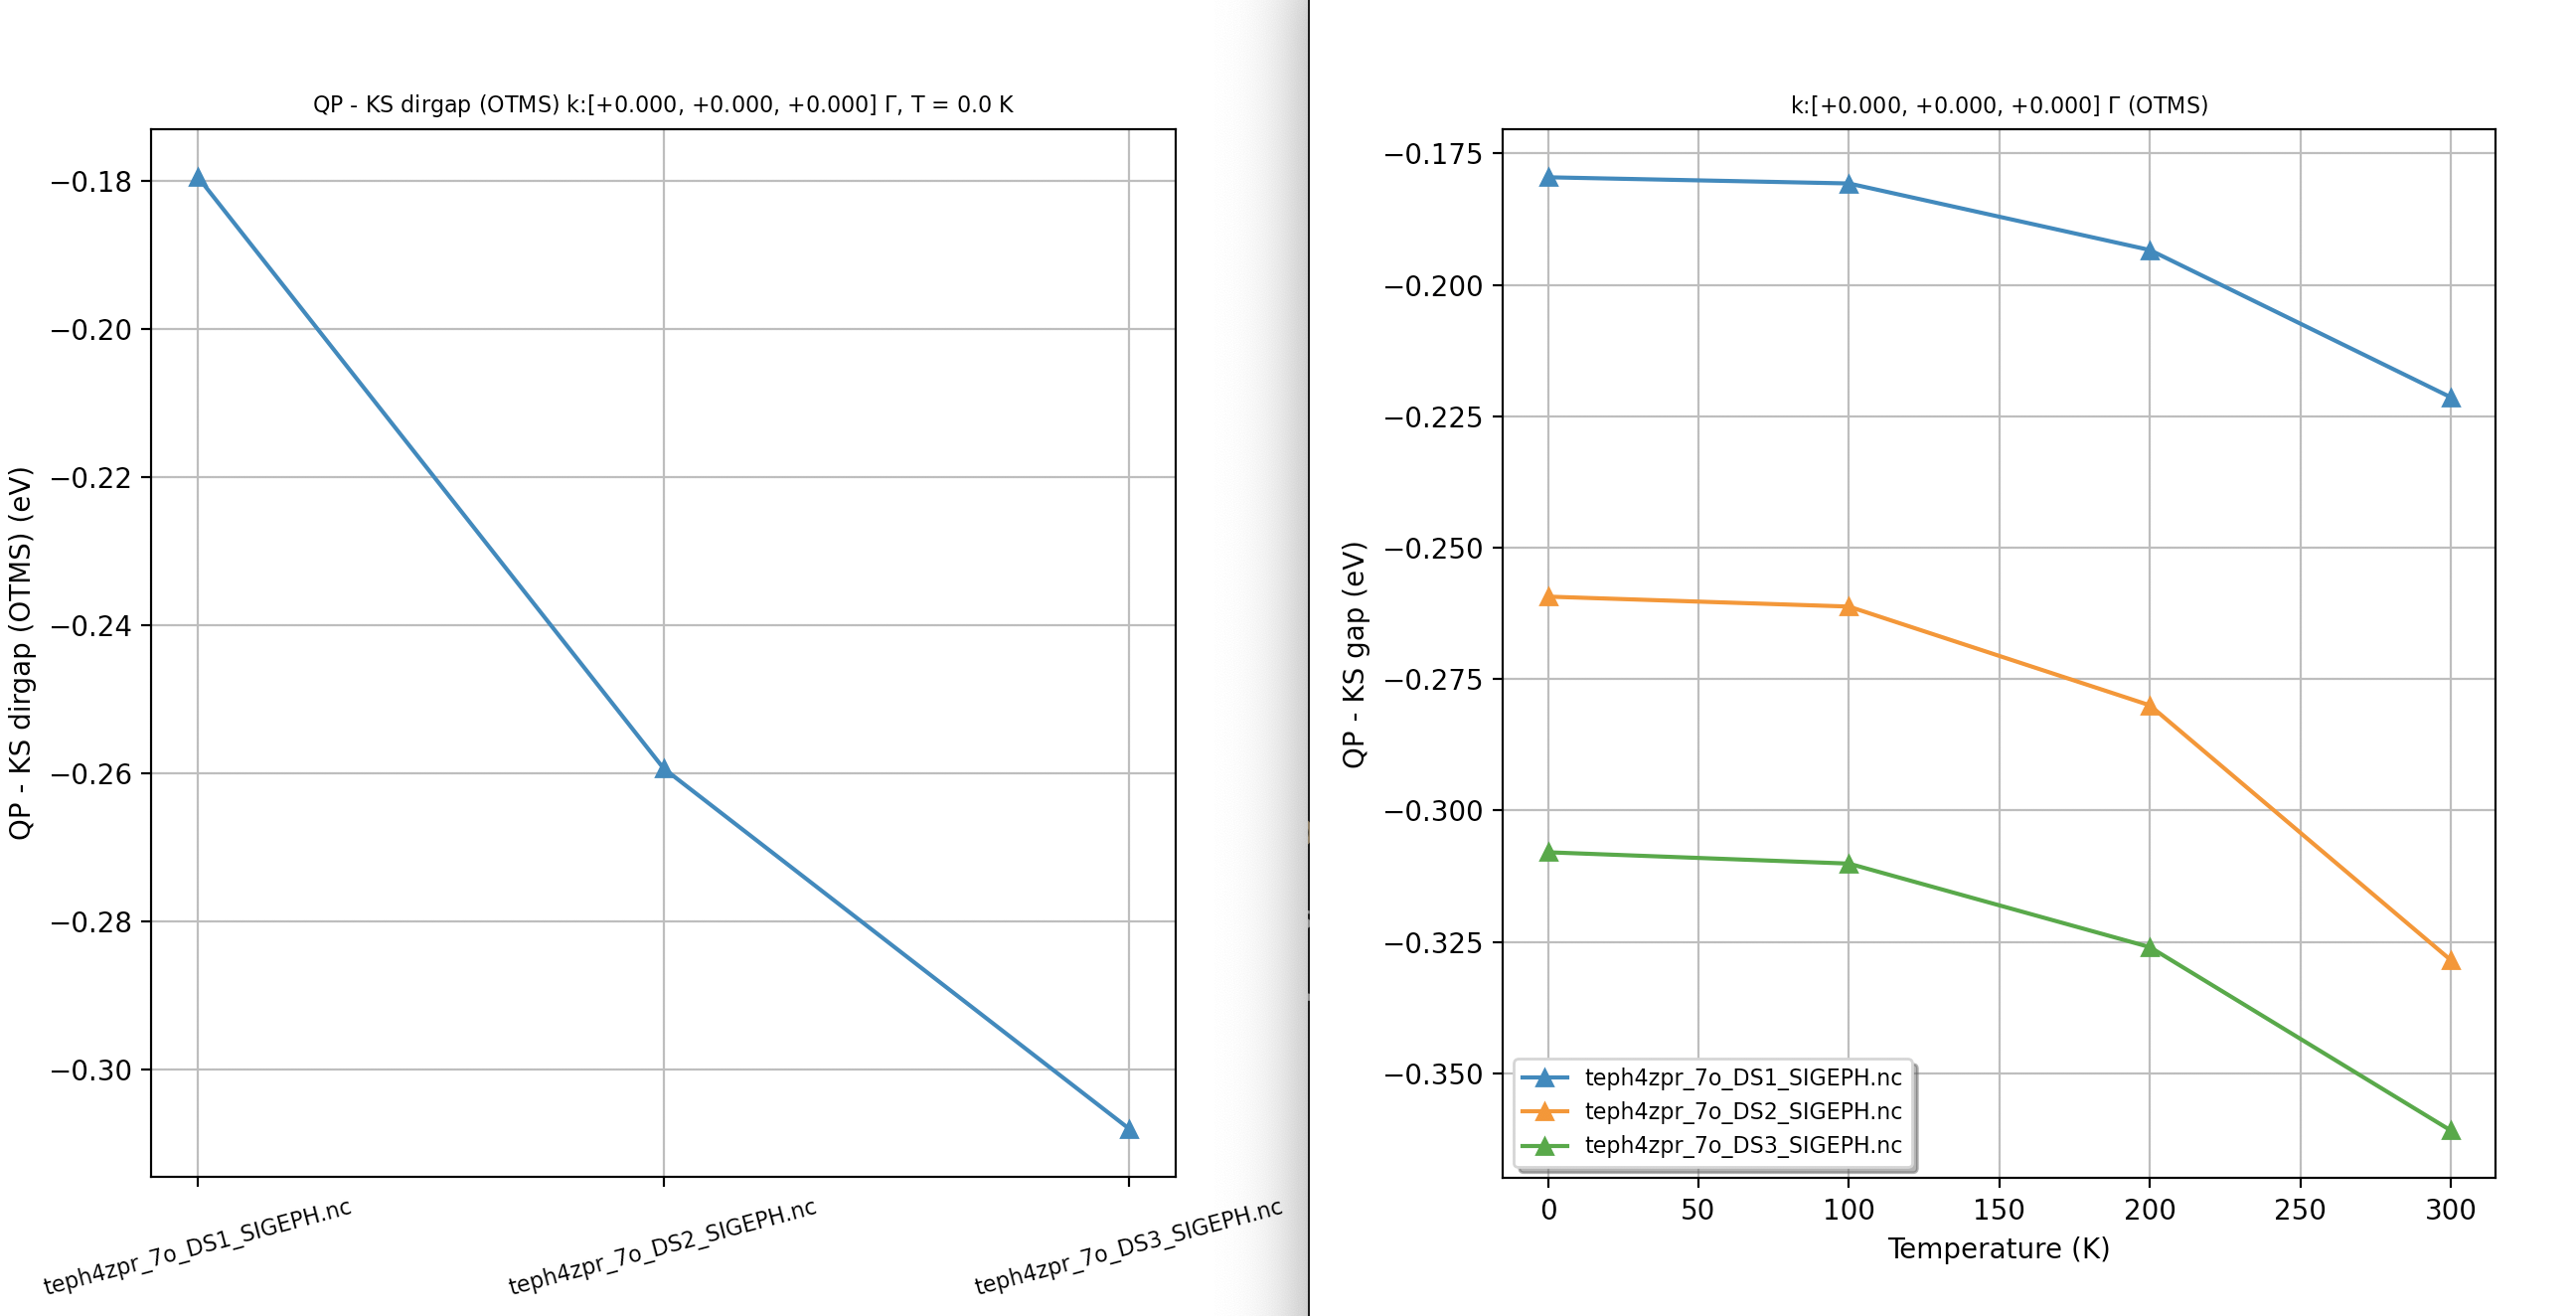 QP - KS dirgap (OTMS) k:[+0.000, +0.000, +0.000] Γ, T = 0.0 K
QP - KS dirgap (OTMS) (eV)
−0.18
−0.20
−0.22
−0.24
−0.26
−0.28
−0.30
teph4zpr_7o_DS1_SIGEPH.nc
teph4zpr_7o_DS2_SIGEPH.nc
teph4zpr_7o_DS3_SIGEPH.nc
k:[+0.000, +0.000, +0.000] Γ (OTMS)
QP - KS gap (eV)
−0.175
−0.200
−0.225
−0.250
−0.275
−0.300
−0.325
−0.350
teph4zpr_7o_DS1_SIGEPH.nc
teph4zpr_7o_DS2_SIGEPH.nc
teph4zpr_7o_DS3_SIGEPH.nc
0 50 100 150 200 250 300
Temperature (K)